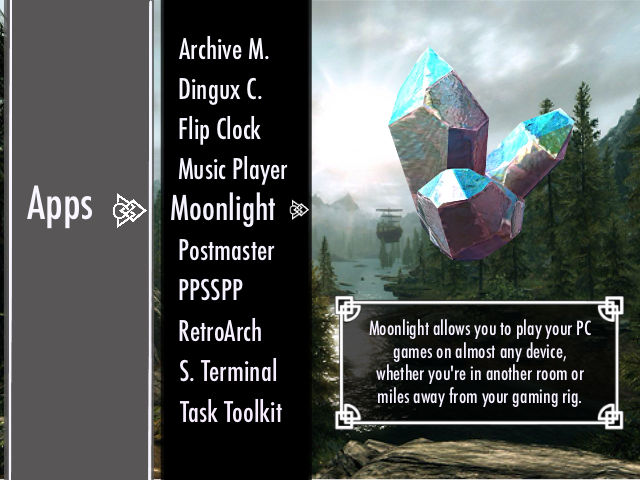 Apps
Archive M.
Dingux C.
Flip Clock
Music Player
Moonlight
Postmaster
PPSSPP
RetroArch
S. Terminal
Task Toolkit
Moonlight allows you to play your PC
games on almost any device,
whether you're in another room or
miles away from your gaming rig.